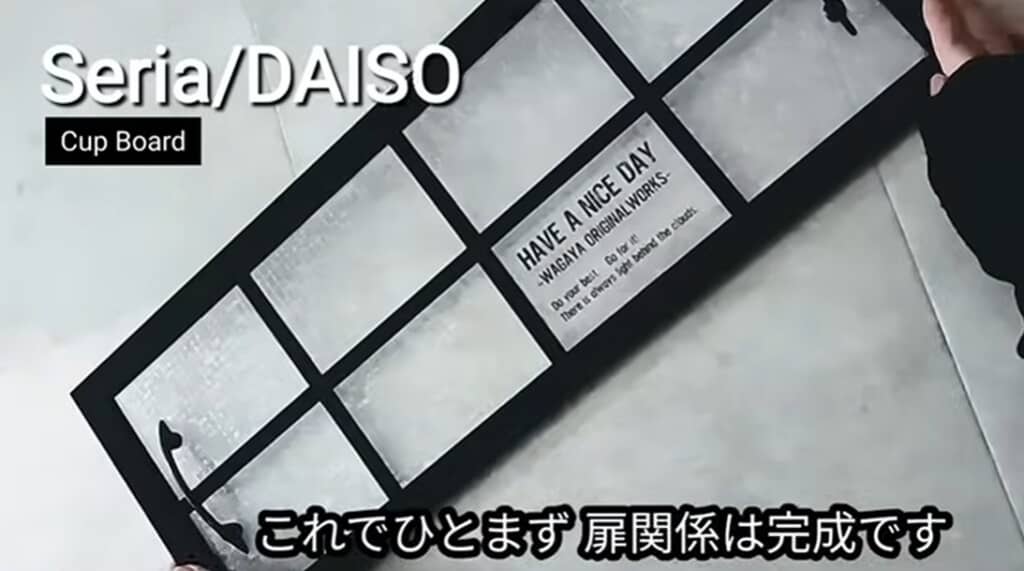 Seria/DAISO
Cup Board
HAVE A NICE DAY
-WAGAYA ORIGINALWORKS-
Do your best. Go for it!
There is always light behind the clouds.
これでひとまず 扉関係は完成です